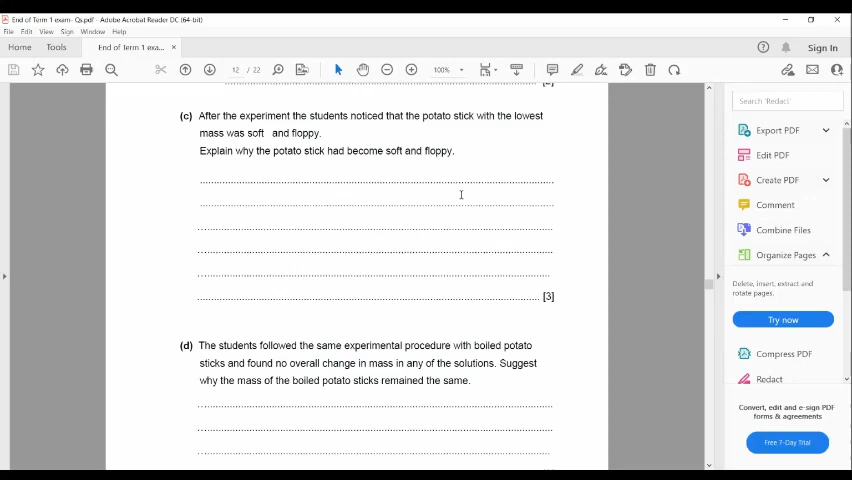 End of Term 1 exam- Qs.pdf - Adobe Acrobat Reader DC (64-bit)
File Edit View Sign Window Help
Home Tools End of Term 1 exa... × Sign In
12 / 22 100%
(c) After the experiment the students noticed that the potato stick with the lowest
mass was soft and floppy.
Explain why the potato stick had become soft and floppy.
[3]
(d) The students followed the same experimental procedure with boiled potato
sticks and found no overall change in mass in any of the solutions. Suggest
why the mass of the boiled potato sticks remained the same.
Search 'Redact'
Export PDF
Edit PDF
Create PDF
Comment
Combine Files
Organize Pages
Delete, insert, extract and
rotate pages.
Try now
Compress PDF
Redact
Convert, edit and e-sign PDF
forms & agreements
Free 7-Day Trial